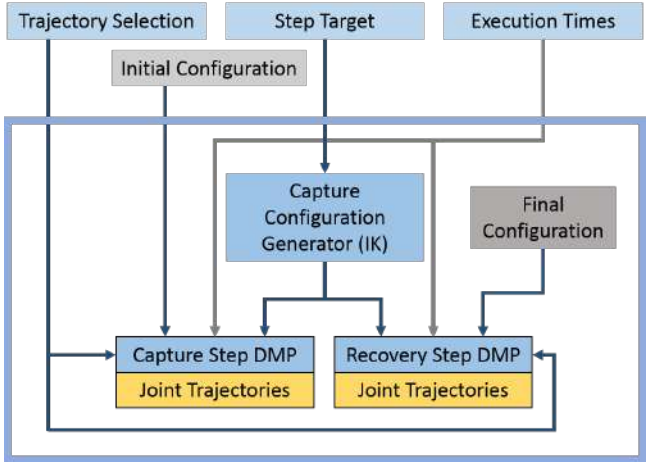 Trajectory Selection
Step Target
Execution Times
Initial Configuration
Capture
Configuration
Generator (IK)
Final
Configuration
Capture Step DMP
Joint Trajectories
Recovery Step DMP
Joint Trajectories